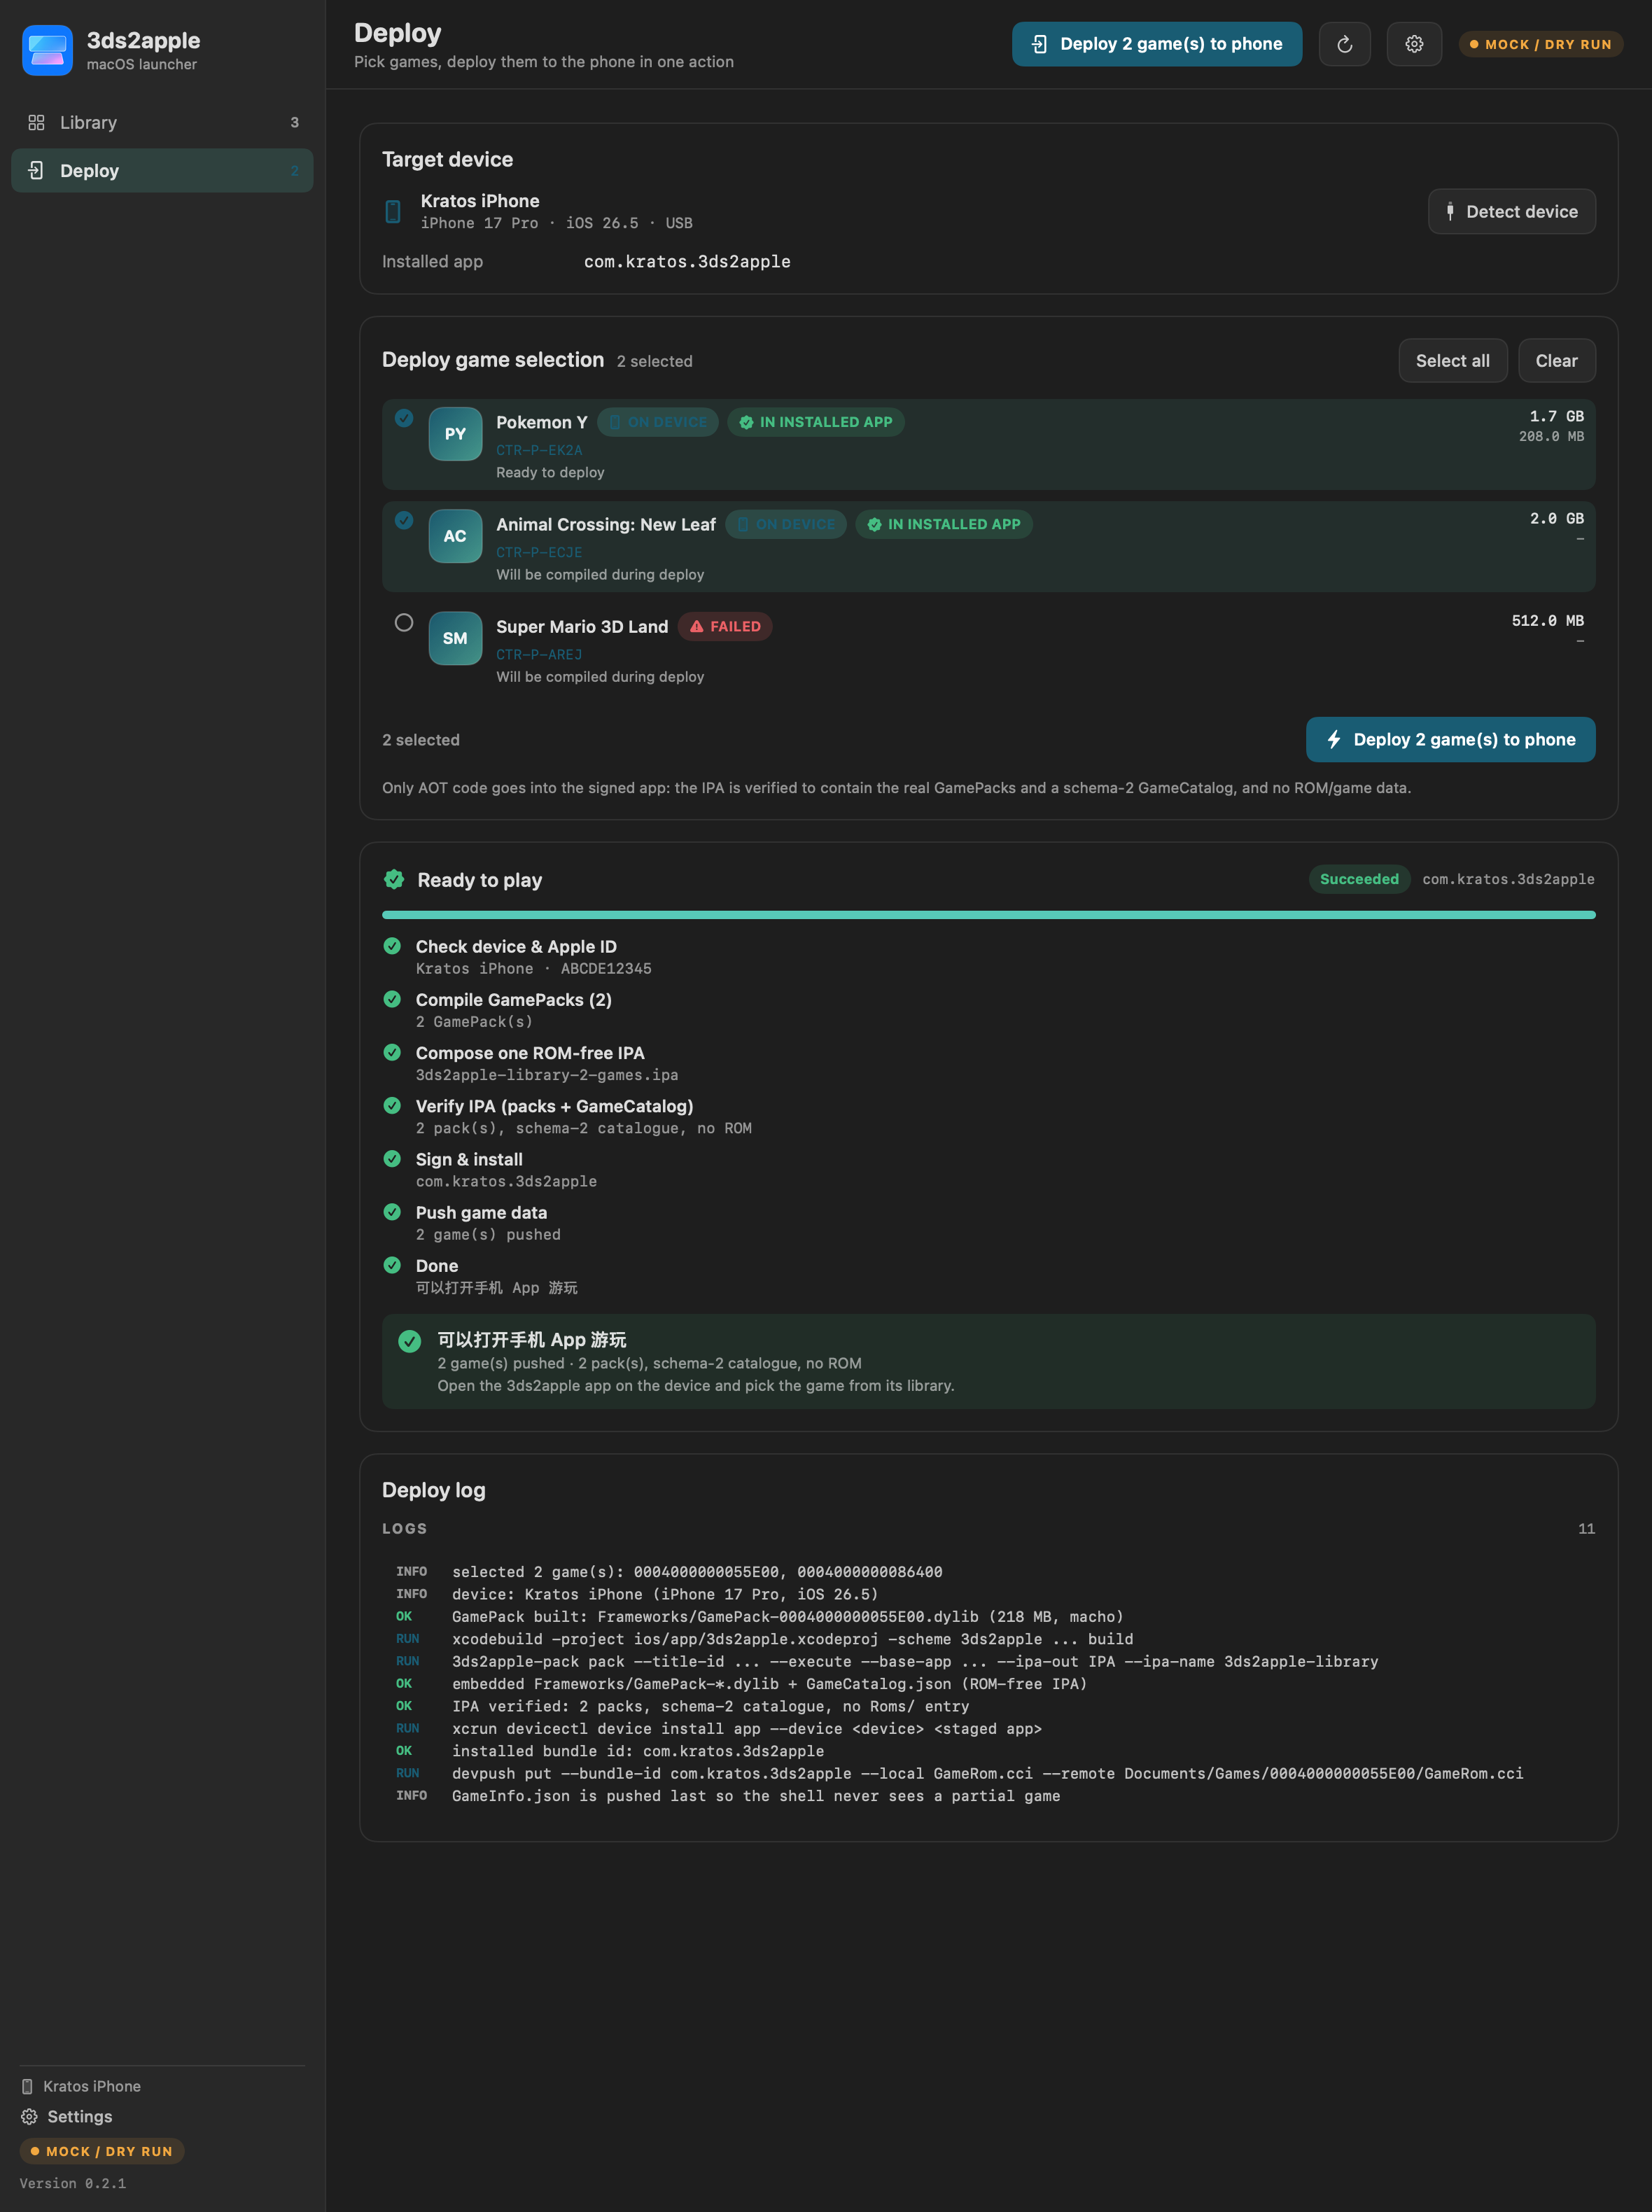 3ds2apple
macOS launcher
Library 3
Deploy 2
Kratos iPhone
Settings
MOCK / DRY RUN
Version 0.2.1
Deploy
Pick games, deploy them to the phone in one action
Deploy 2 game(s) to phone
MOCK / DRY RUN
Target device
Kratos iPhone
iPhone 17 Pro · iOS 26.5 · USB
Detect device
Installed app com.kratos.3ds2apple
Deploy game selection 2 selected
Select all Clear
PY
Pokemon Y ON DEVICE IN INSTALLED APP
CTR-P-EK2A
Ready to deploy
1.7 GB
208.0 MB
AC
Animal Crossing: New Leaf ON DEVICE IN INSTALLED APP
CTR-P-ECJE
Will be compiled during deploy
2.0 GB
–
SM
Super Mario 3D Land FAILED
CTR-P-AREJ
Will be compiled during deploy
512.0 MB
–
2 selected
Deploy 2 game(s) to phone
Only AOT code goes into the signed app: the IPA is verified to contain the real GamePacks and a schema-2 GameCatalog, and no ROM/game data.
Ready to play
Succeeded com.kratos.3ds2apple
Check device & Apple ID
Kratos iPhone · ABCDE12345
Compile GamePacks (2)
2 GamePack(s)
Compose one ROM-free IPA
3ds2apple-library-2-games.ipa
Verify IPA (packs + GameCatalog)
2 pack(s), schema-2 catalogue, no ROM
Sign & install
com.kratos.3ds2apple
Push game data
2 game(s) pushed
Done
可以打开手机 App 游玩
可以打开手机 App 游玩
2 game(s) pushed · 2 pack(s), schema-2 catalogue, no ROM
Open the 3ds2apple app on the device and pick the game from its library.
Deploy log
LOGS 11
INFO selected 2 game(s): 0004000000055E00, 0004000000086400
INFO device: Kratos iPhone (iPhone 17 Pro, iOS 26.5)
OK GamePack built: Frameworks/GamePack-0004000000055E00.dylib (218 MB, macho)
RUN xcodebuild -project ios/app/3ds2apple.xcodeproj -scheme 3ds2apple ... build
RUN 3ds2apple-pack pack --title-id ... --execute --base-app ... --ipa-out IPA --ipa-name 3ds2apple-library
OK embedded Frameworks/GamePack-*.dylib + GameCatalog.json (ROM-free IPA)
OK IPA verified: 2 packs, schema-2 catalogue, no Roms/ entry
RUN xcrun devicectl device install app --device <device> <staged app>
OK installed bundle id: com.kratos.3ds2apple
RUN devpush put --bundle-id com.kratos.3ds2apple --local GameRom.cci --remote Documents/Games/0004000000055E00/GameRom.cci
INFO GameInfo.json is pushed last so the shell never sees a partial game